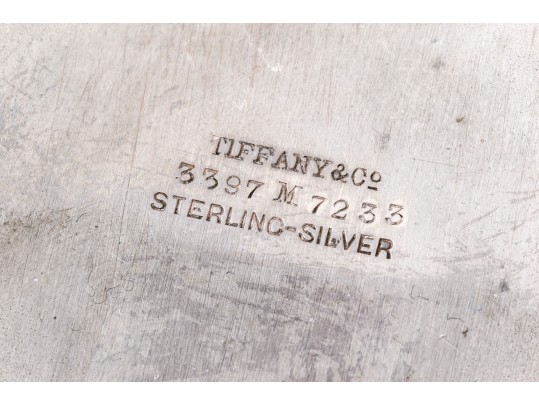 TIFFANY & Co
3397 M 7233
STERLING-SILVER